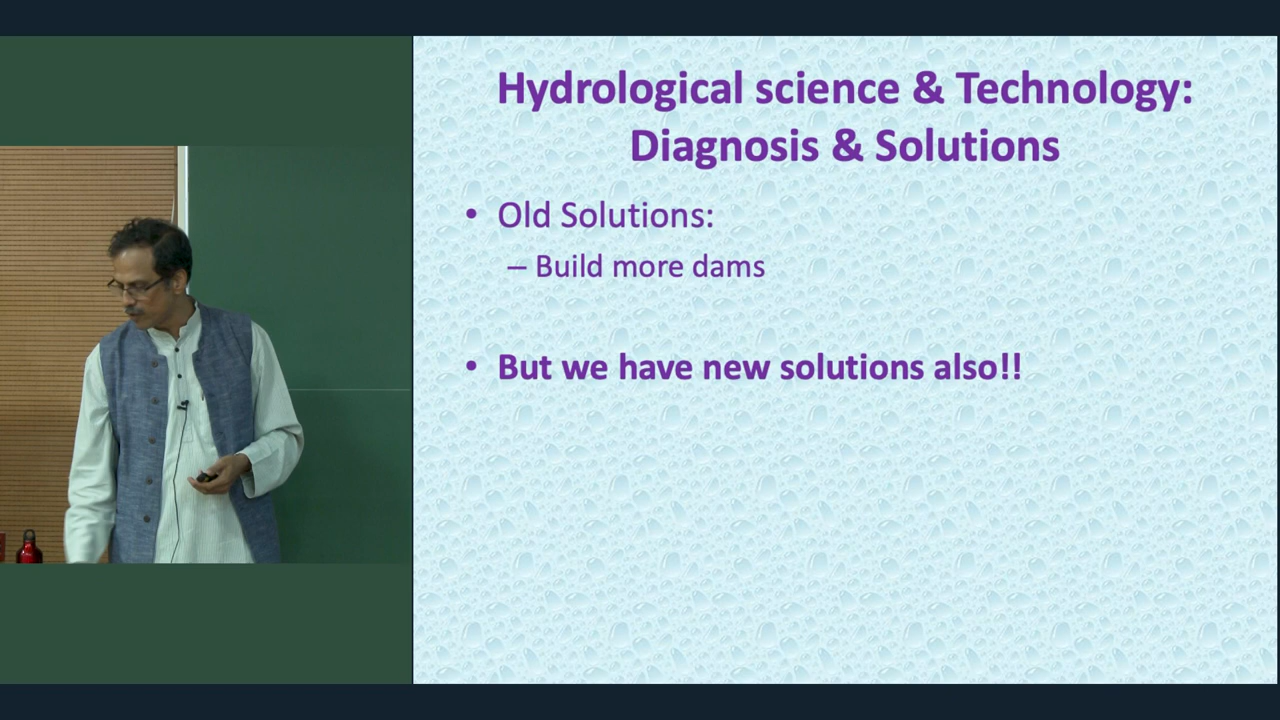 Hydrological science & Technology:
Diagnosis & Solutions
• Old Solutions:
– Build more dams
• But we have new solutions also!!